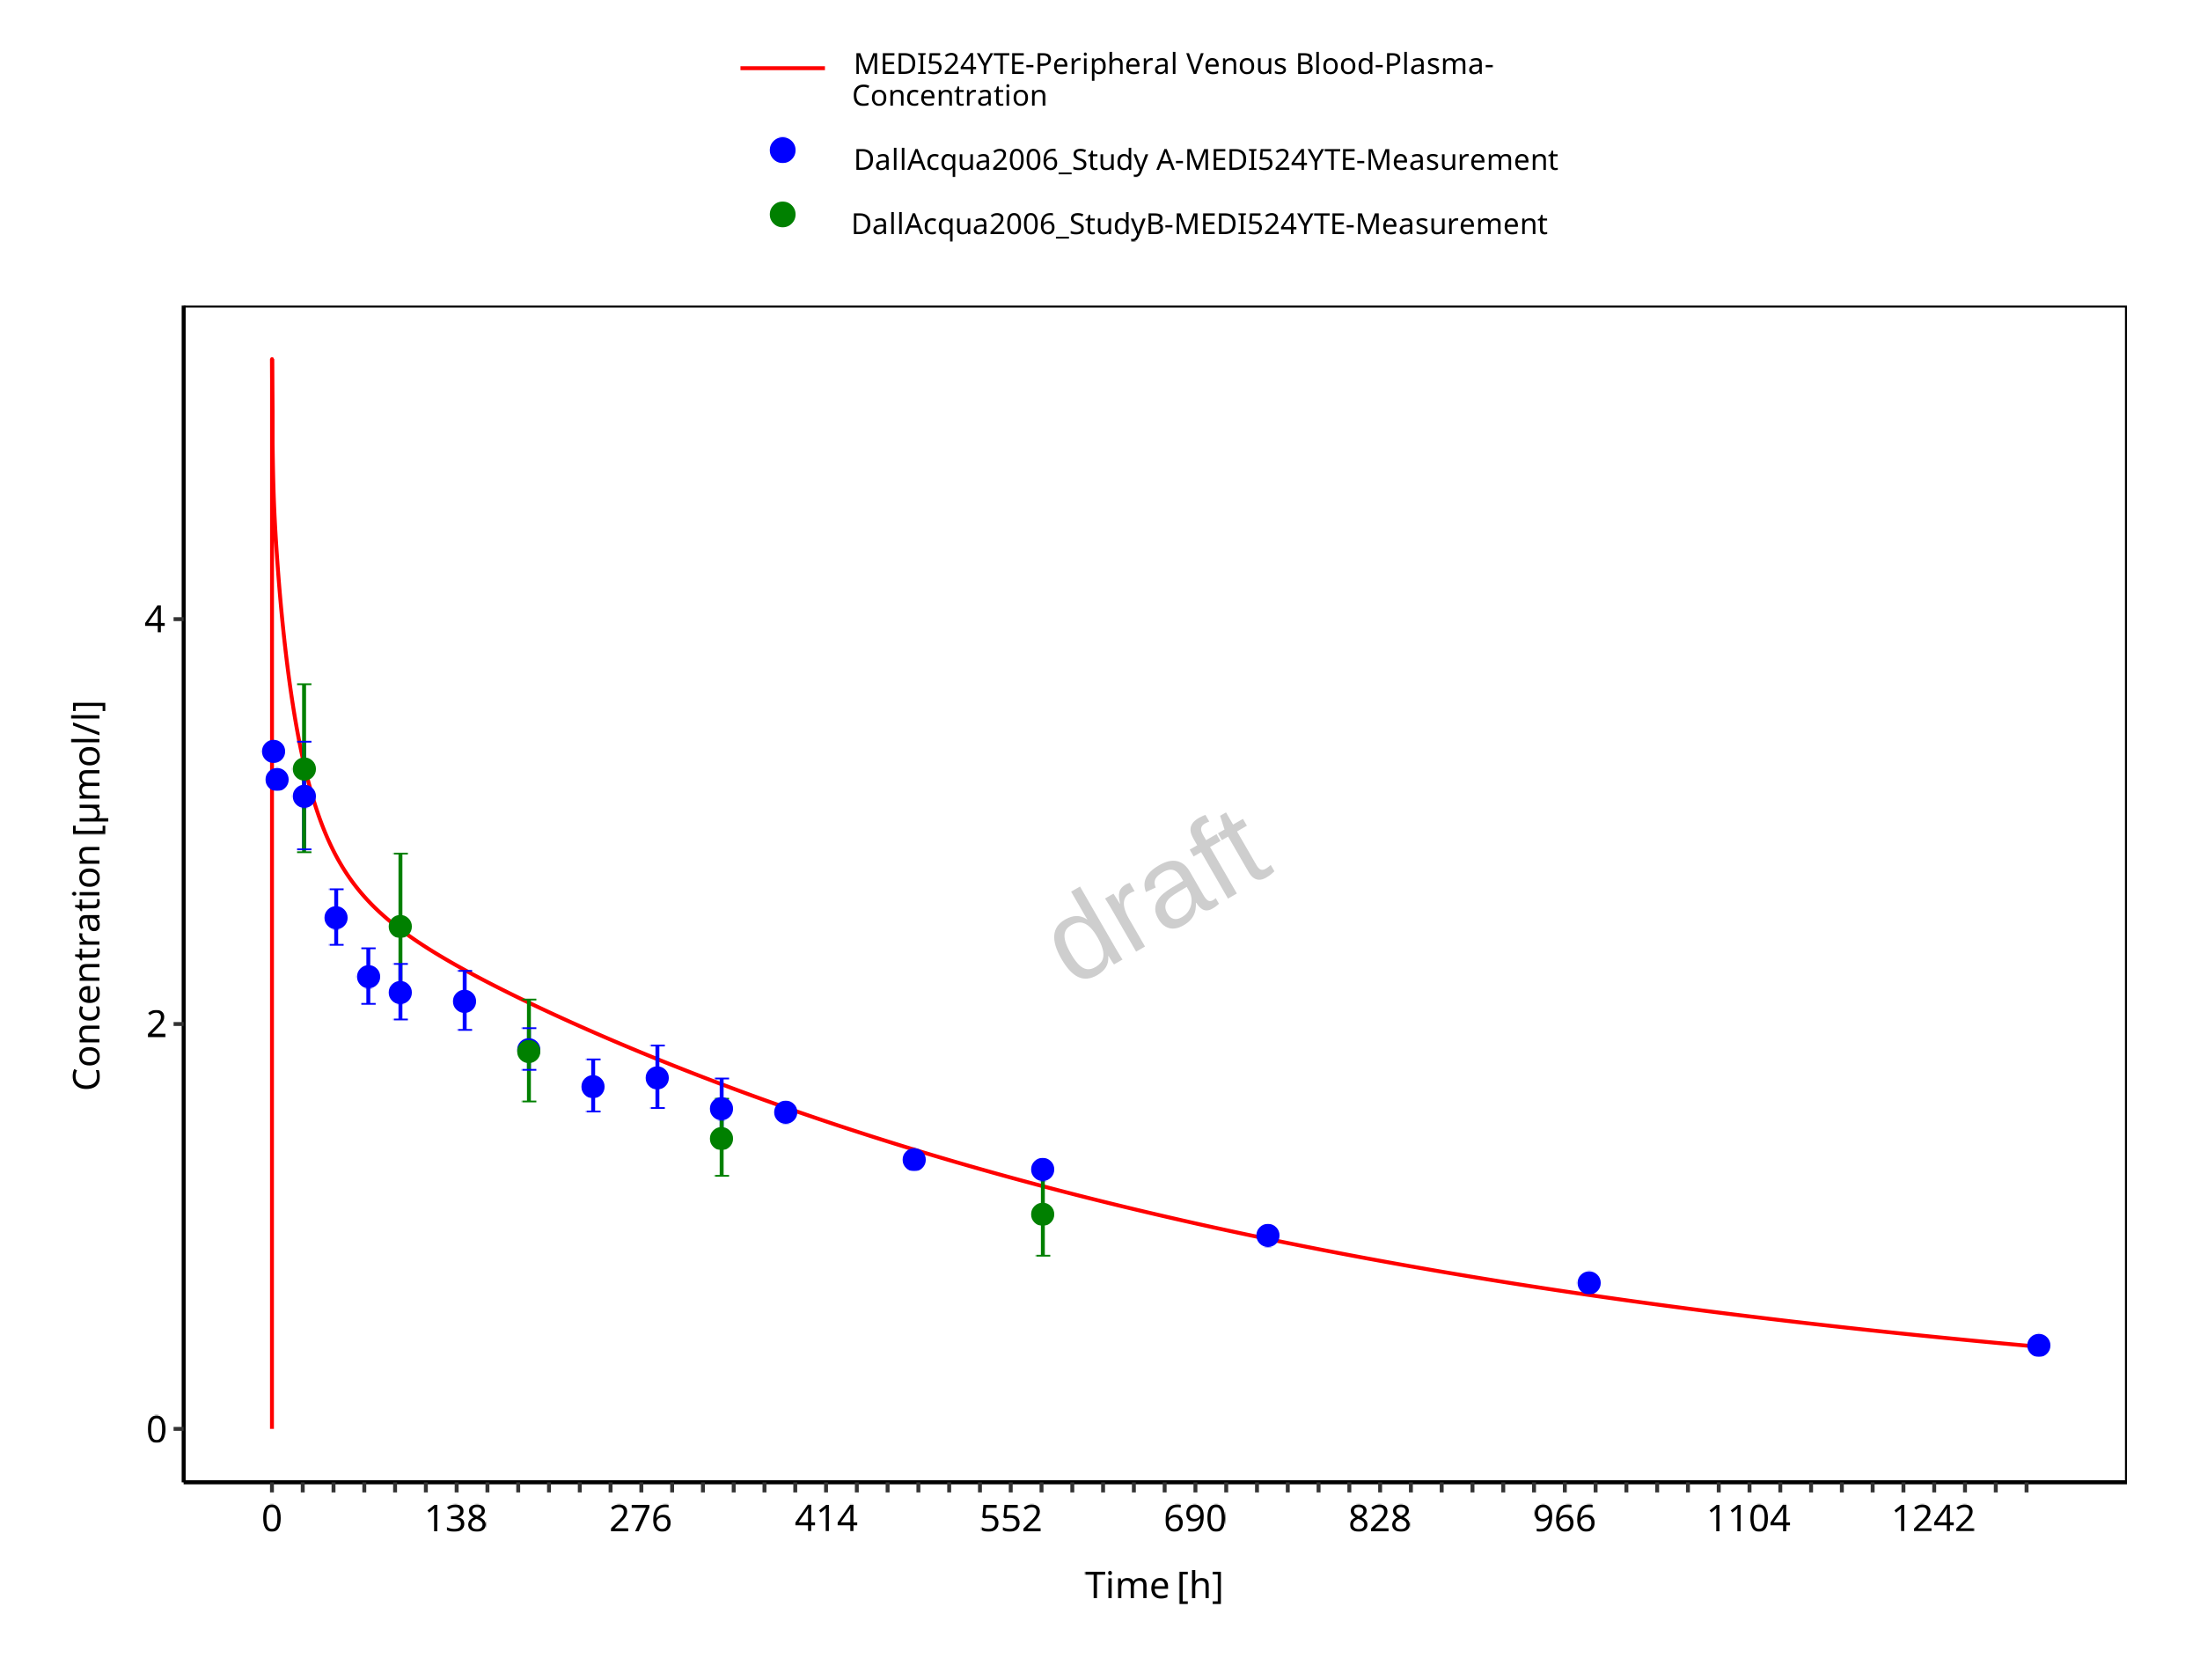 MEDI524YTE-Peripheral Venous Blood-Plasma-
Concentration
DallAcqua2006_Study A-MEDI524YTE-Measurement
DallAcqua2006_StudyB-MEDI524YTE-Measurement
4
2
0
Concentration [µmol/l]
draft
0 138 276 414 552 690 828 966 1104 1242
Time [h]